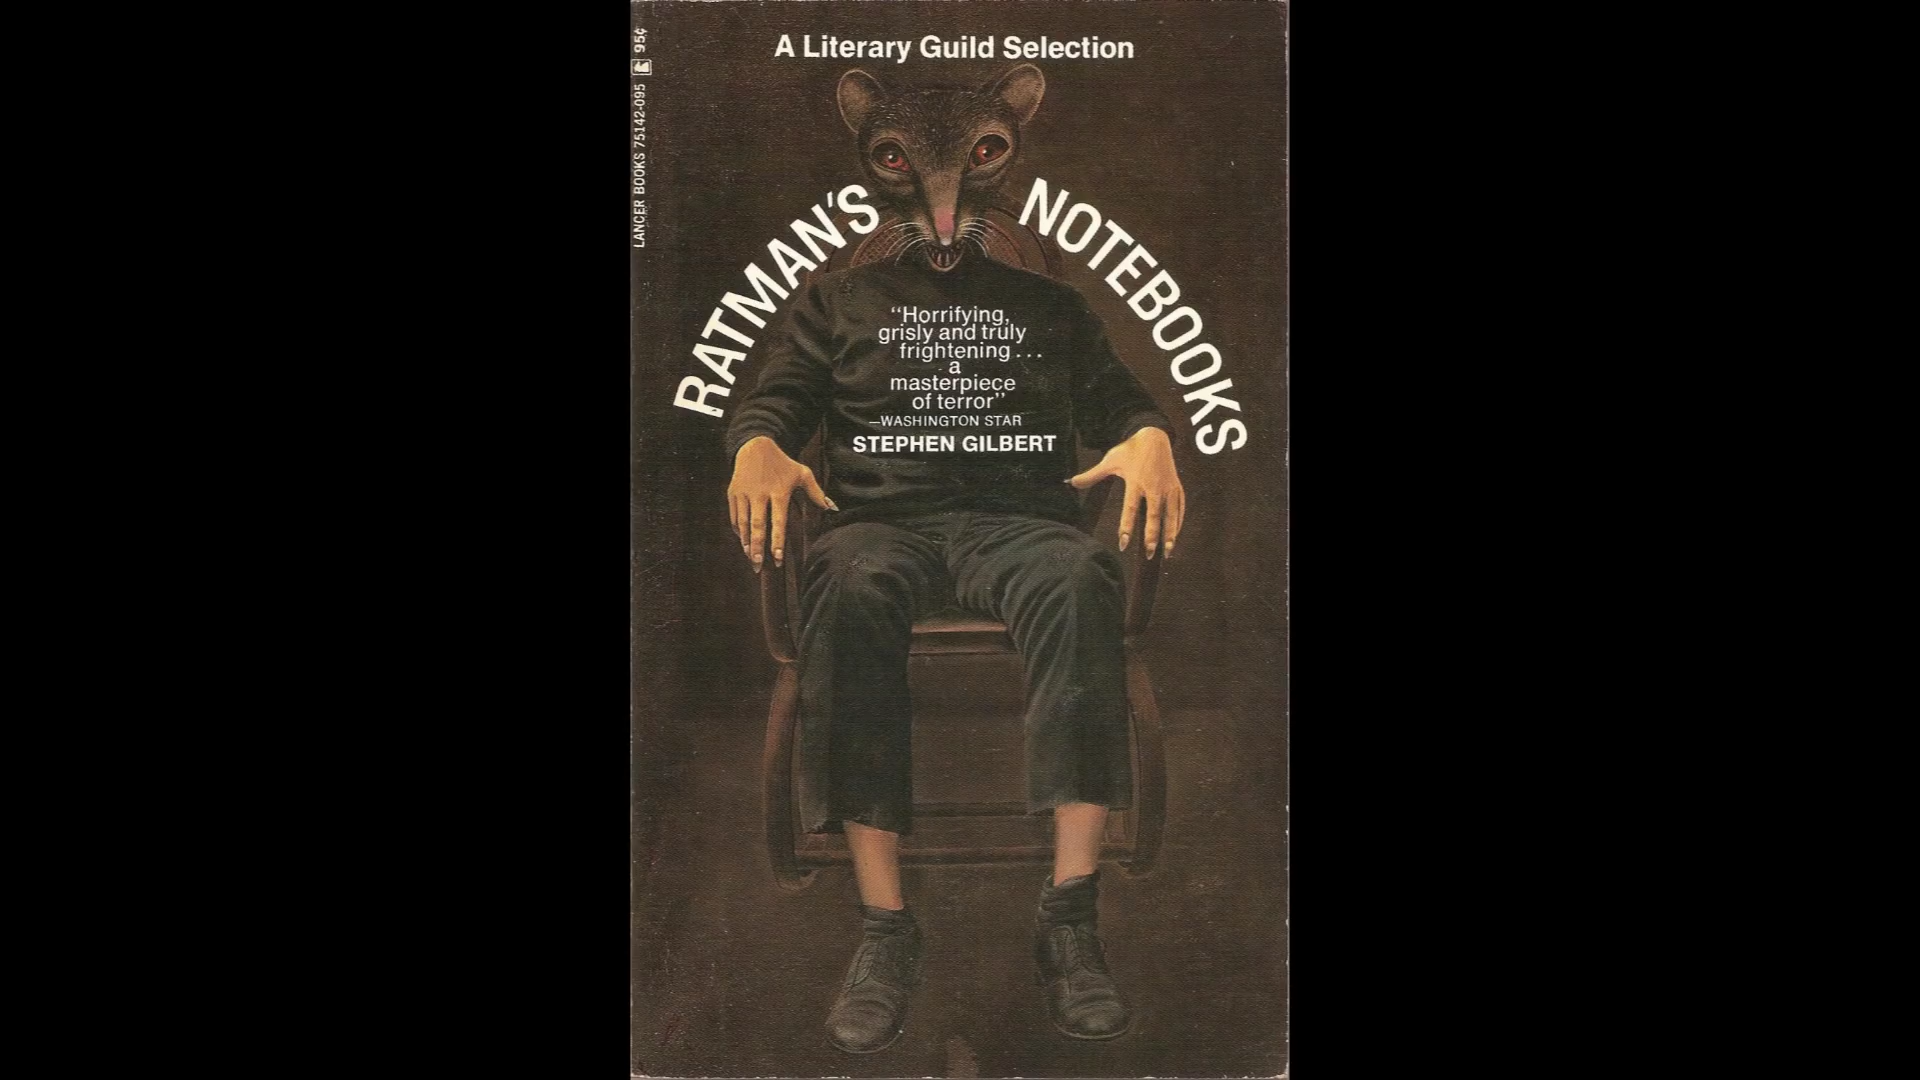 A Literary Guild Selection
LANCER BOOKS 75142-095 95¢
RATMAN'S NOTEBOOKS
“Horrifying,
grisly and truly
frightening...
a
masterpiece
of terror”
—WASHINGTON STAR
STEPHEN GILBERT